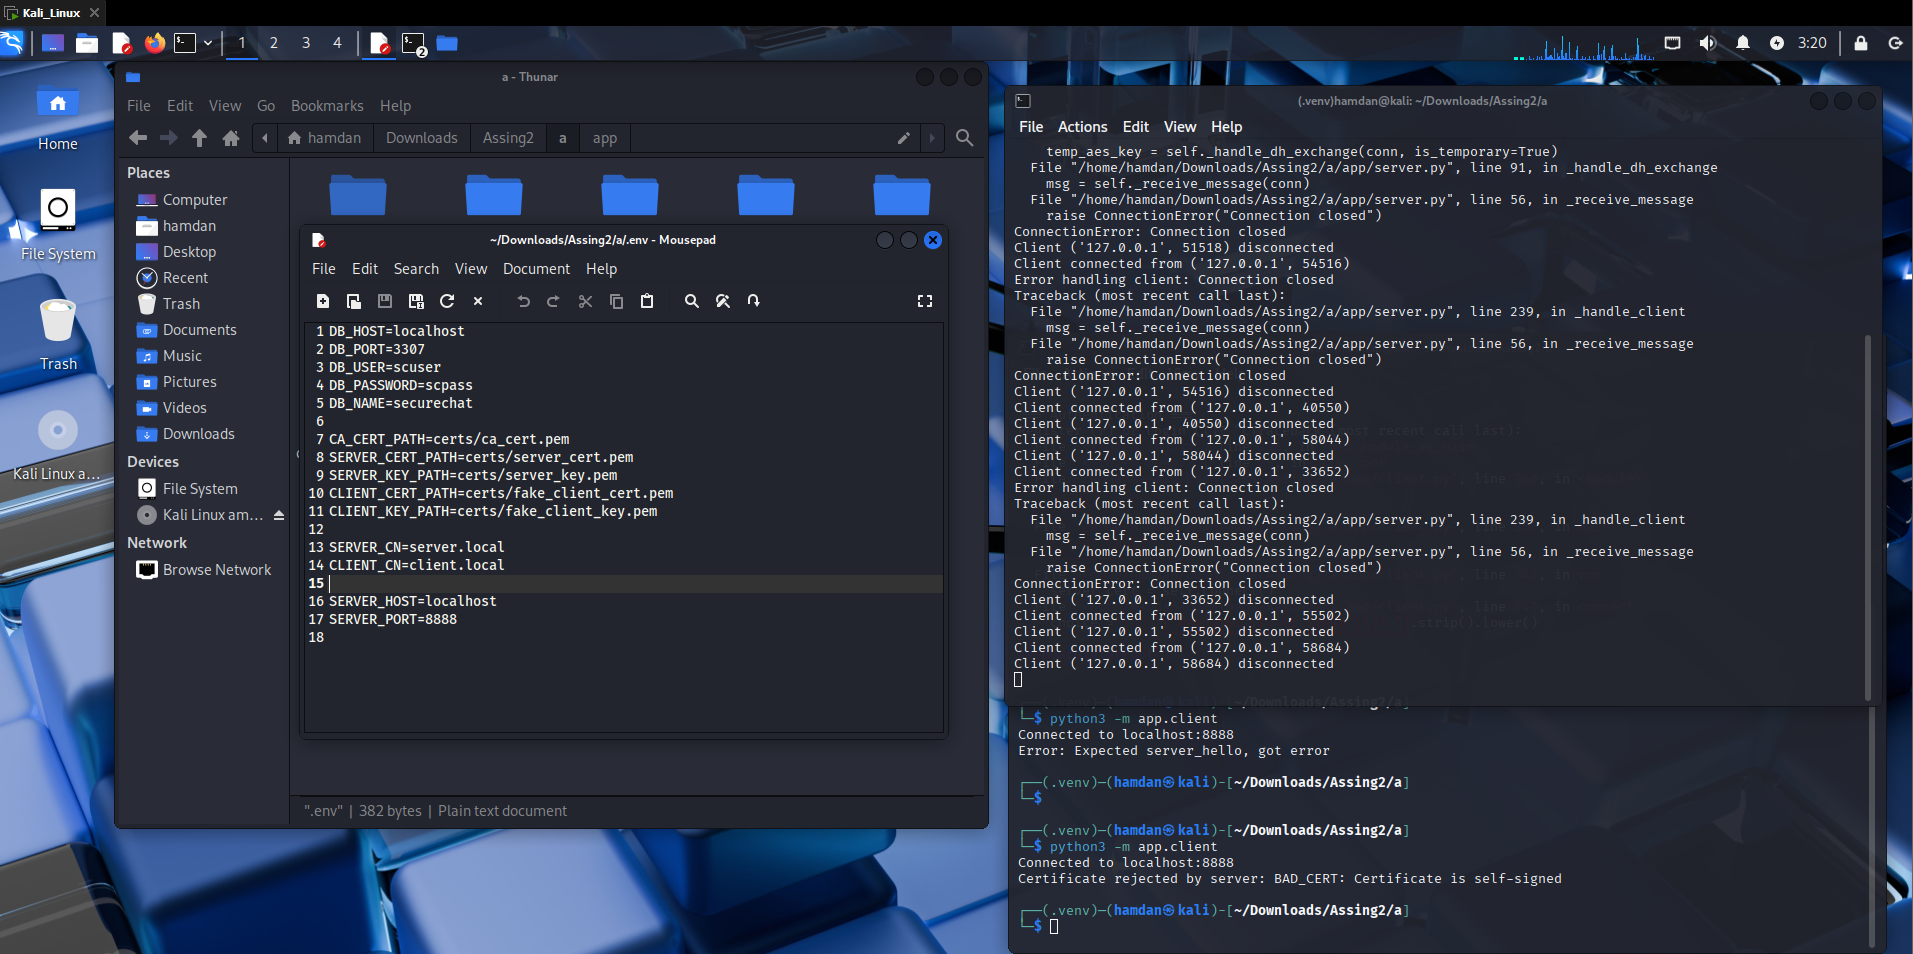 Kali_Linux
1 2 3 4
2
3:20
Home
File System
Trash
Kali Linux a...
a - Thunar
File Edit View Go Bookmarks Help
hamdan Downloads Assing2 a app
Places
Computer
hamdan
Desktop
Recent
Trash
Documents
Music
Pictures
Videos
Downloads
Devices
File System
Kali Linux am...
Network
Browse Network
~/Downloads/Assing2/a/.env - Mousepad
File Edit Search View Document Help
1 DB_HOST=localhost
2 DB_PORT=3307
3 DB_USER=scuser
4 DB_PASSWORD=scpass
5 DB_NAME=securechat
6
7 CA_CERT_PATH=certs/ca_cert.pem
8 SERVER_CERT_PATH=certs/server_cert.pem
9 SERVER_KEY_PATH=certs/server_key.pem
10 CLIENT_CERT_PATH=certs/fake_client_cert.pem
11 CLIENT_KEY_PATH=certs/fake_client_key.pem
12
13 SERVER_CN=server.local
14 CLIENT_CN=client.local
15
16 SERVER_HOST=localhost
17 SERVER_PORT=8888
18
".env" | 382 bytes | Plain text document
(.venv)hamdan@kali: ~/Downloads/Assing2/a
File Actions Edit View Help
temp_aes_key = self._handle_dh_exchange(conn, is_temporary=True)
File "/home/hamdan/Downloads/Assing2/a/app/server.py", line 91, in _handle_dh_exchange
msg = self._receive_message(conn)
File "/home/hamdan/Downloads/Assing2/a/app/server.py", line 56, in _receive_message
raise ConnectionError("Connection closed")
ConnectionError: Connection closed
Client ('127.0.0.1', 51518) disconnected
Client connected from ('127.0.0.1', 54516)
Error handling client: Connection closed
Traceback (most recent call last):
File "/home/hamdan/Downloads/Assing2/a/app/server.py", line 239, in _handle_client
msg = self._receive_message(conn)
File "/home/hamdan/Downloads/Assing2/a/app/server.py", line 56, in _receive_message
raise ConnectionError("Connection closed")
ConnectionError: Connection closed
Client ('127.0.0.1', 54516) disconnected
Client connected from ('127.0.0.1', 40550)
Client ('127.0.0.1', 40550) disconnected
Client connected from ('127.0.0.1', 58044)
Client ('127.0.0.1', 58044) disconnected
Client connected from ('127.0.0.1', 33652)
Error handling client: Connection closed
Traceback (most recent call last):
File "/home/hamdan/Downloads/Assing2/a/app/server.py", line 239, in _handle_client
msg = self._receive_message(conn)
File "/home/hamdan/Downloads/Assing2/a/app/server.py", line 56, in _receive_message
raise ConnectionError("Connection closed")
ConnectionError: Connection closed
Client ('127.0.0.1', 33652) disconnected
Client connected from ('127.0.0.1', 55502)
Client ('127.0.0.1', 55502) disconnected
Client connected from ('127.0.0.1', 58684)
Client ('127.0.0.1', 58684) disconnected
└─$ python3 -m app.client
Connected to localhost:8888
Error: Expected server_hello, got error
┌──(.venv)─(hamdan㉿kali)-[~/Downloads/Assing2/a]
└─$
┌──(.venv)─(hamdan㉿kali)-[~/Downloads/Assing2/a]
└─$ python3 -m app.client
Connected to localhost:8888
Certificate rejected by server: BAD_CERT: Certificate is self-signed
┌──(.venv)─(hamdan㉿kali)-[~/Downloads/Assing2/a]
└─$